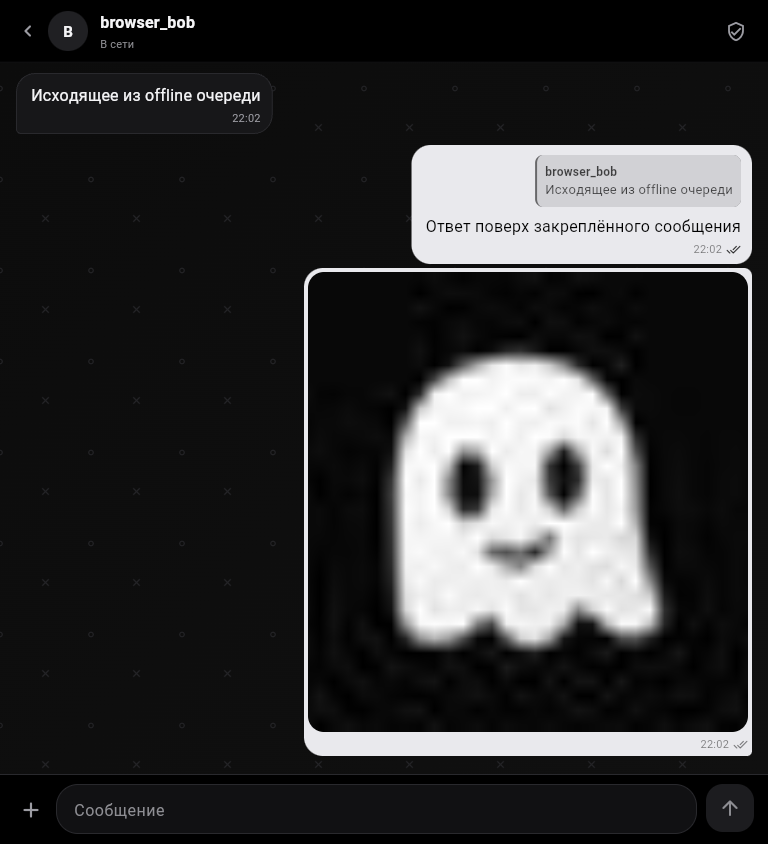 B
browser_bob
В сети
Исходящее из offline очереди
22:02
browser_bob
Исходящее из offline очереди
Ответ поверх закреплённого сообщения
22:02
22:02
Сообщение